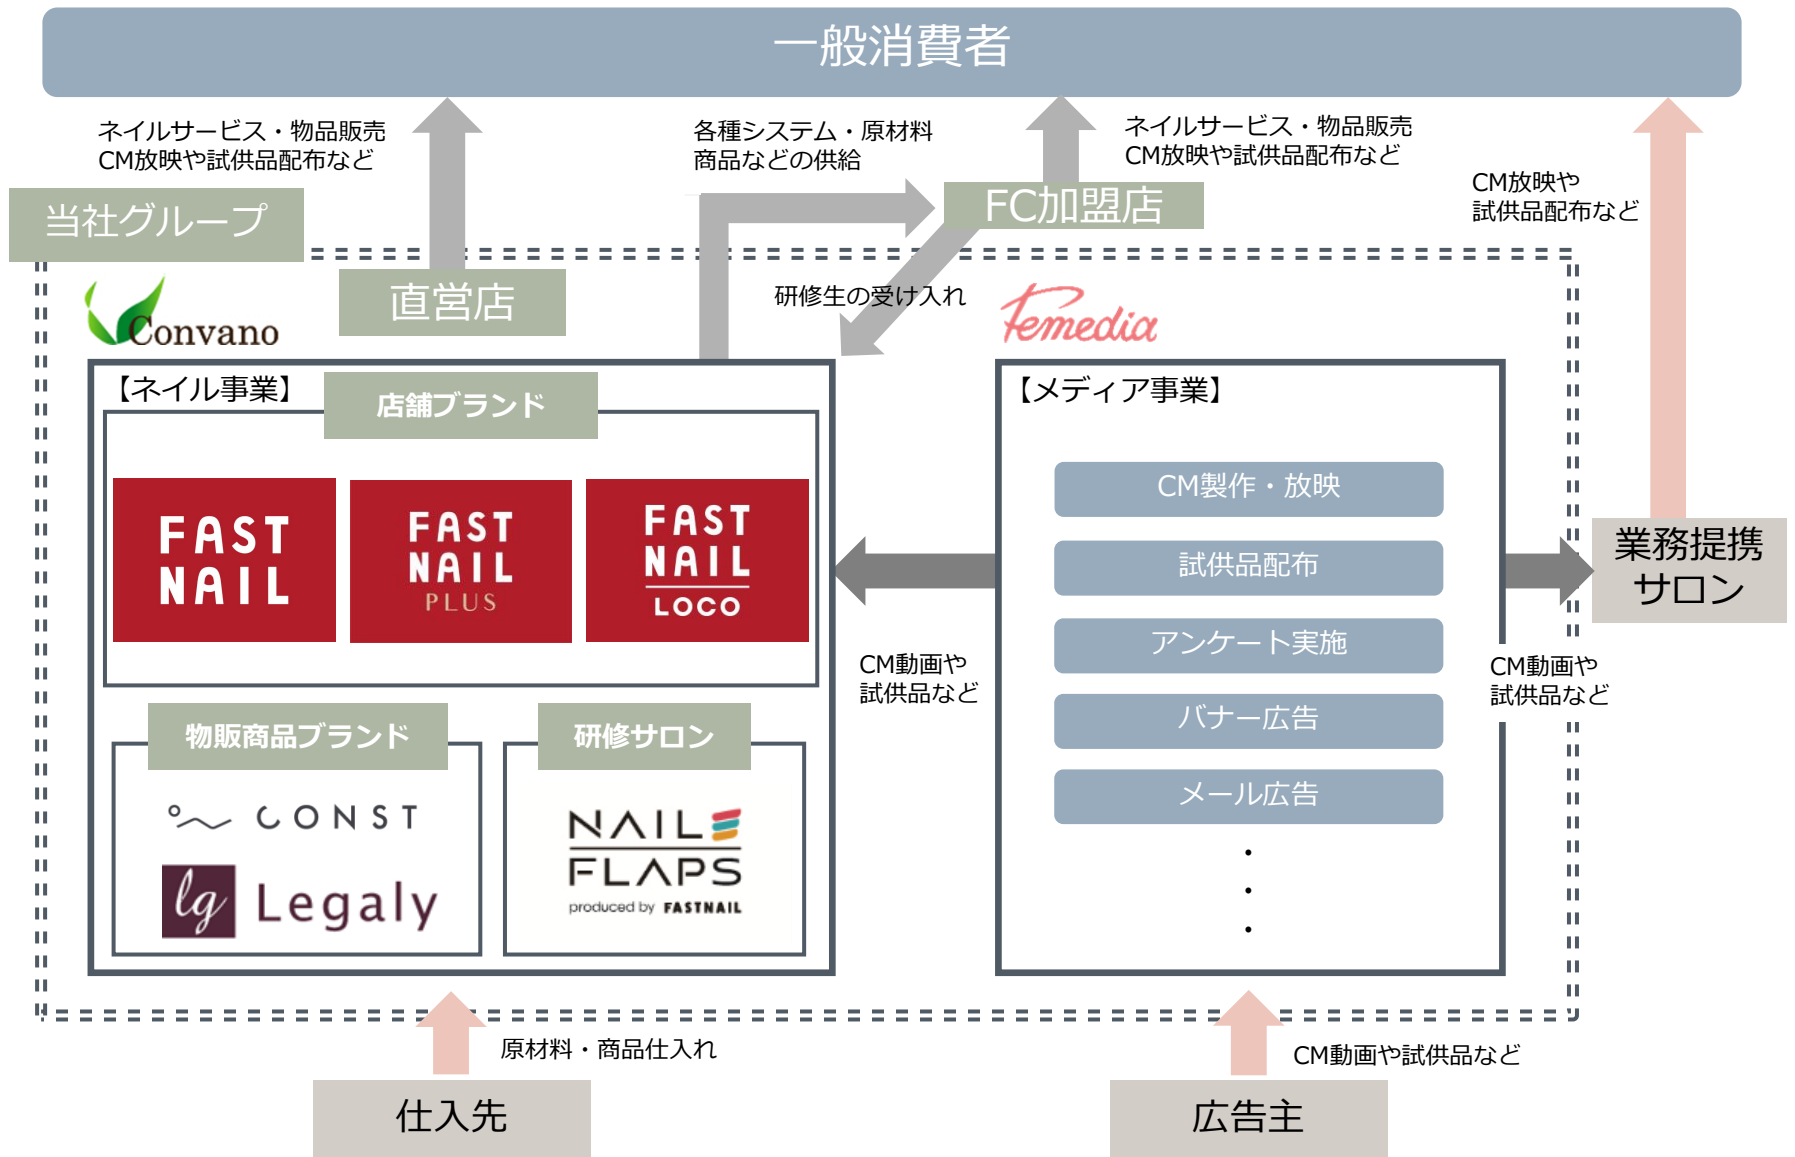 一般消費者
ネイルサービス・物品販売
CM放映や試供品配布など
各種システム・原材料
商品などの供給
ネイルサービス・物品販売
CM放映や試供品配布など
CM放映や
試供品配布など
当社グループ
FC加盟店
直営店
研修生の受け入れ
Convano
Femedia
【ネイル事業】
店舗ブランド
FAST
NAIL
FAST
NAIL
PLUS
FAST
NAIL
LOCO
物販商品ブランド
CONST
lg Legaly
研修サロン
NAIL
FLAPS
produced by FASTNAIL
CM動画や
試供品など
【メディア事業】
CM製作・放映
試供品配布
アンケート実施
バナー広告
メール広告
・
・
・
CM動画や
試供品など
業務提携
サロン
原材料・商品仕入れ
CM動画や試供品など
仕入先
広告主